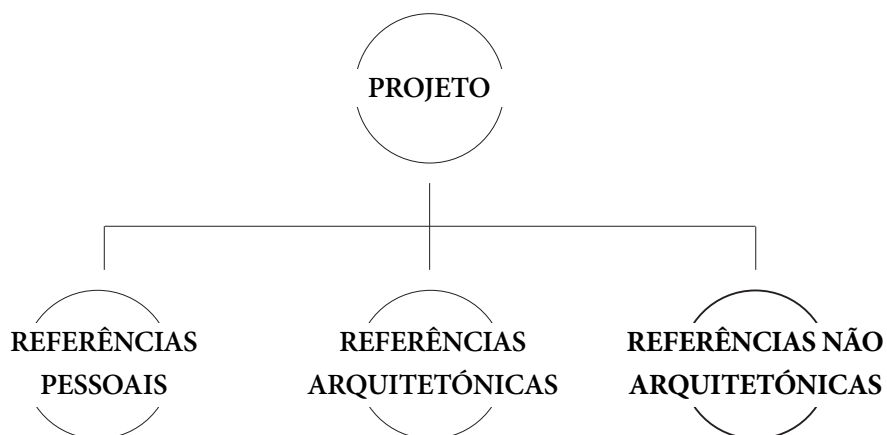 PROJETO
REFERÊNCIAS
PESSOAIS
REFERÊNCIAS
ARQUITETÓNICAS
REFERÊNCIAS NÃO
ARQUITETÓNICAS